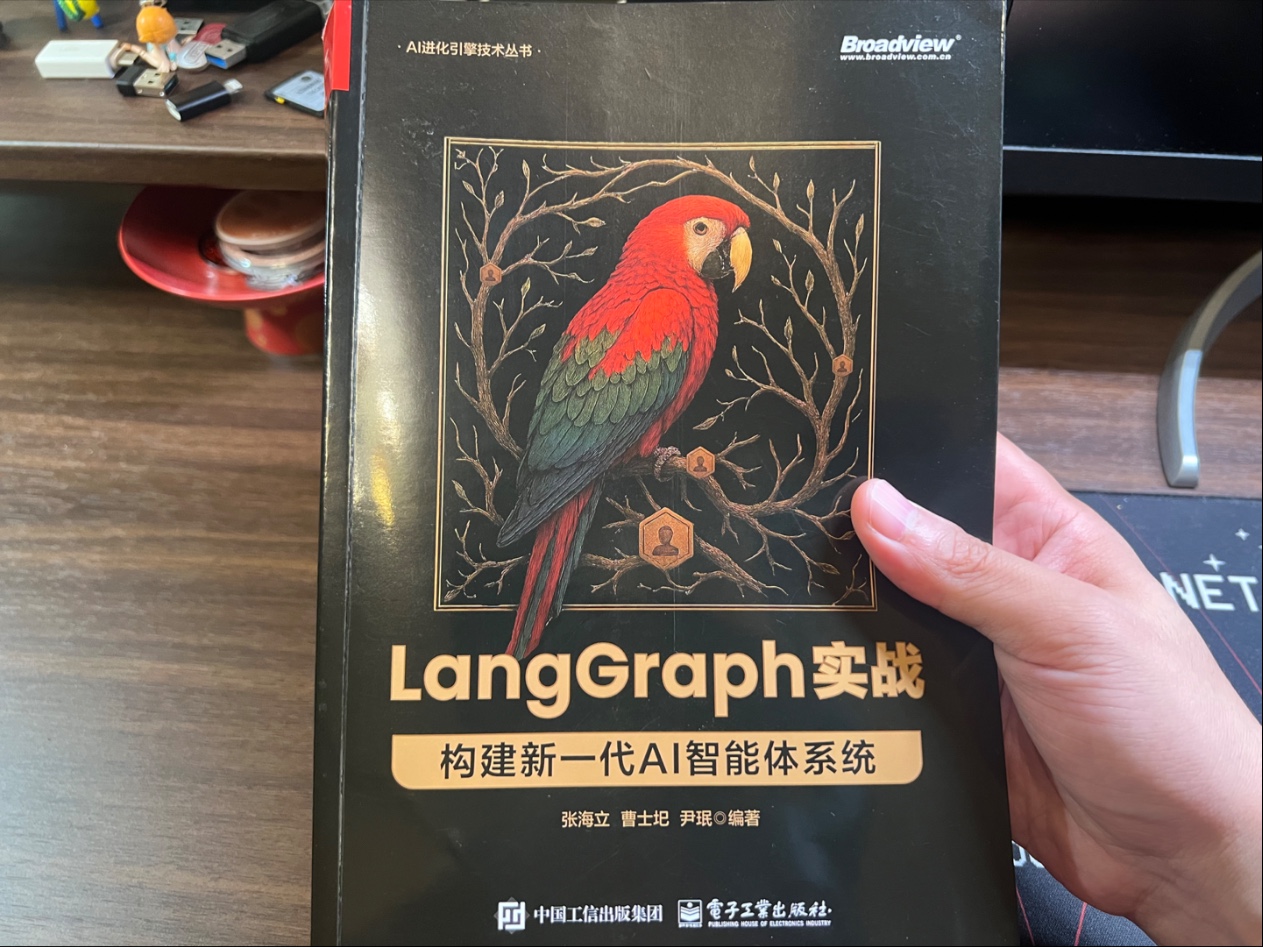 ·AI进化引擎技术丛书·
Broadview®
www.broadview.com.cn
LangGraph实战
构建新一代AI智能体系统
张海立 曹士圯 尹珉◎编著
中国工信出版集团
電子工業出版社·
PUBLISHING HOUSE OF ELECTRONICS INDUSTRY
NET